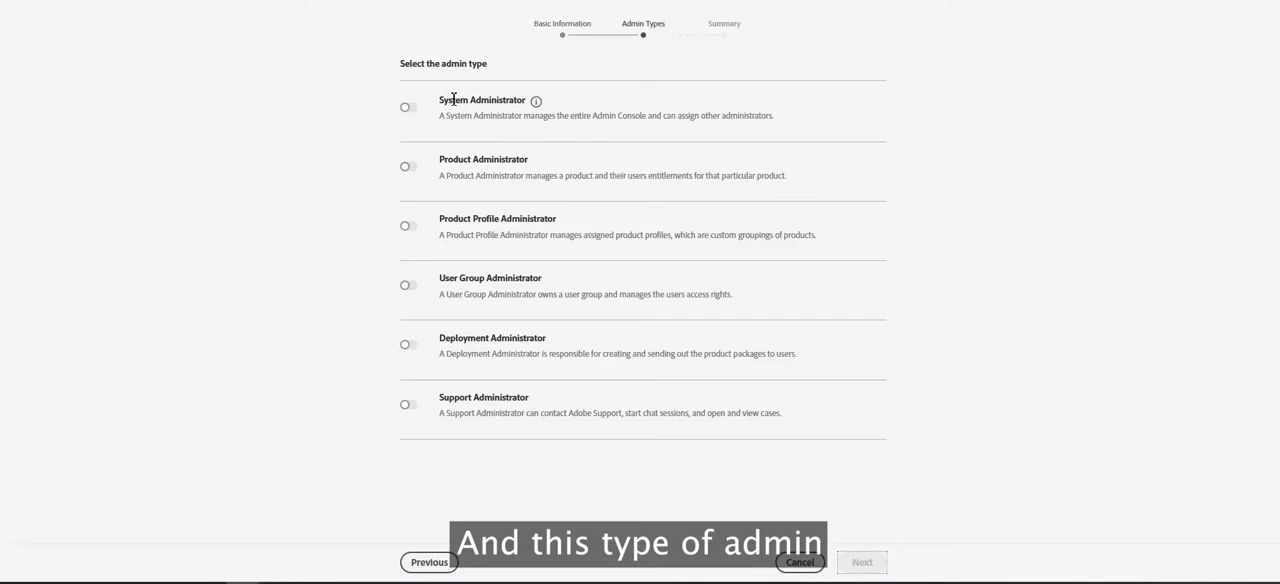 Basic Information
Admin Types
Summary
Select the admin type
System Administrator
A System Administrator manages the entire Admin Console and can assign other administrators.
Product Administrator
A Product Administrator manages a product and their users entitlements for that particular product.
Product Profile Administrator
A Product Profile Administrator manages assigned product profiles, which are custom groupings of products.
User Group Administrator
A User Group Administrator owns a user group and manages the users access rights.
Deployment Administrator
A Deployment Administrator is responsible for creating and sending out the product packages to users.
Support Administrator
A Support Administrator can contact Adobe Support, start chat sessions, and open and view cases.
And this type of admin
Previous
Cancel
Next